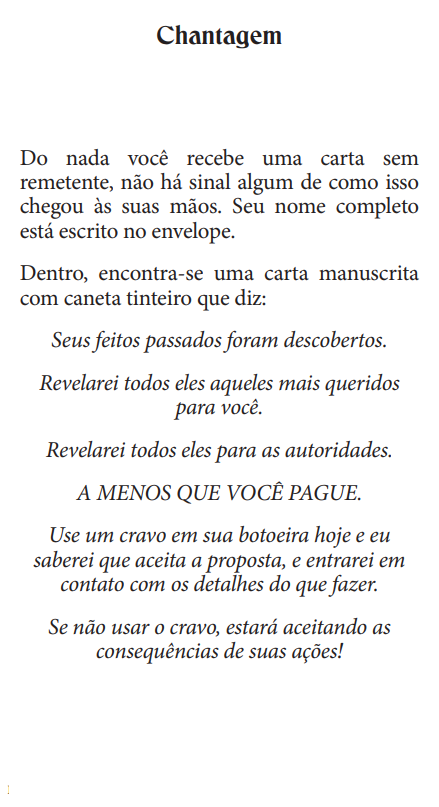 Chantagem
Do nada você recebe uma carta sem
remetente, não há sinal algum de como isso
chegou às suas mãos. Seu nome completo
está escrito no envelope.
Dentro, encontra-se uma carta manuscrita
com caneta tinteiro que diz:
Seus feitos passados foram descobertos.
Revelarei todos eles aqueles mais queridos
para você.
Revelarei todos eles para as autoridades.
A MENOS QUE VOCÊ PAGUE.
Use um cravo em sua botoeira hoje e eu
saberei que aceita a proposta, e entrarei em
contato com os detalhes do que fazer.
Se não usar o cravo, estará aceitando as
consequências de suas ações!